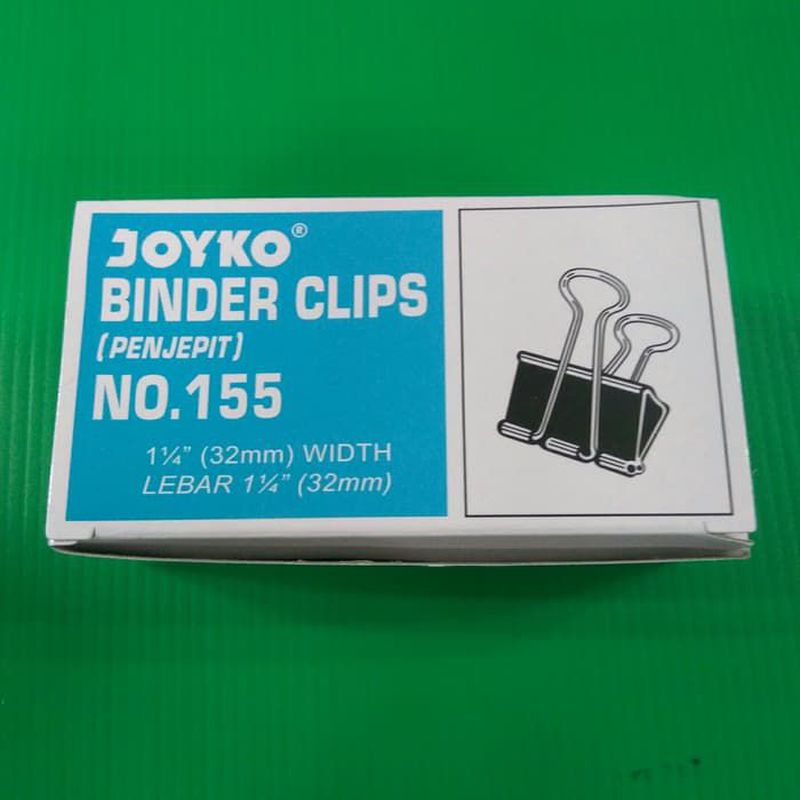 JOYKO®
BINDER CLIPS
(PENJEPIT)
NO.155
1¼" (32mm) WIDTH
LEBAR 1¼" (32mm)